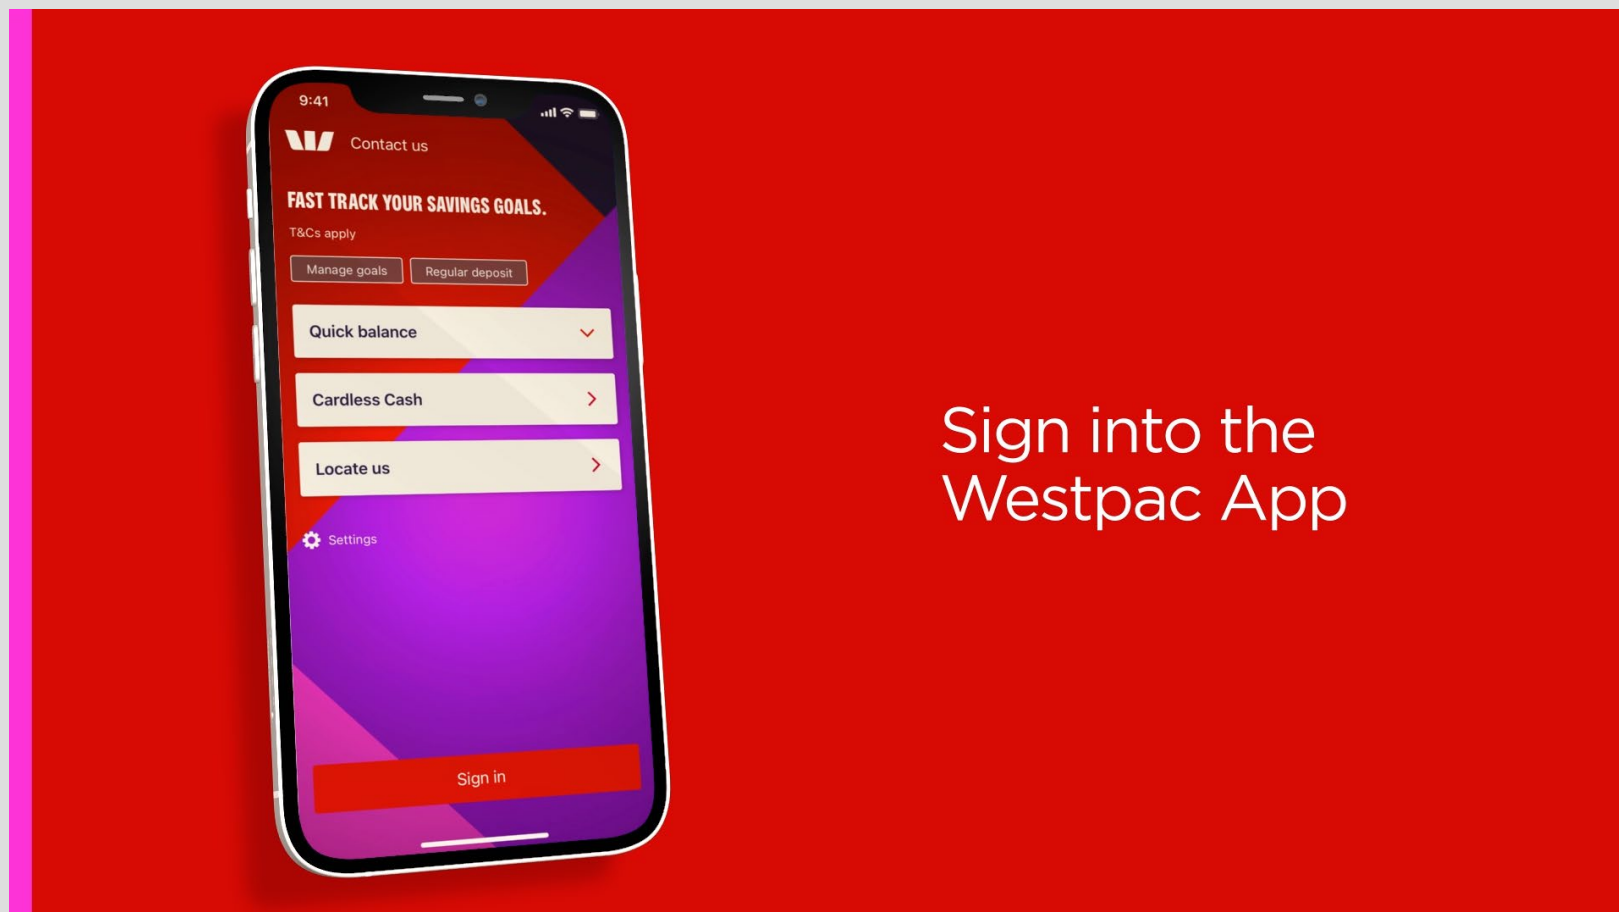 9:41
Contact us
FAST TRACK YOUR SAVINGS GOALS.
T&Cs apply
Manage goals
Regular deposit
Quick balance
Cardless Cash
Locate us
Settings
Sign in
Sign into the
Westpac App